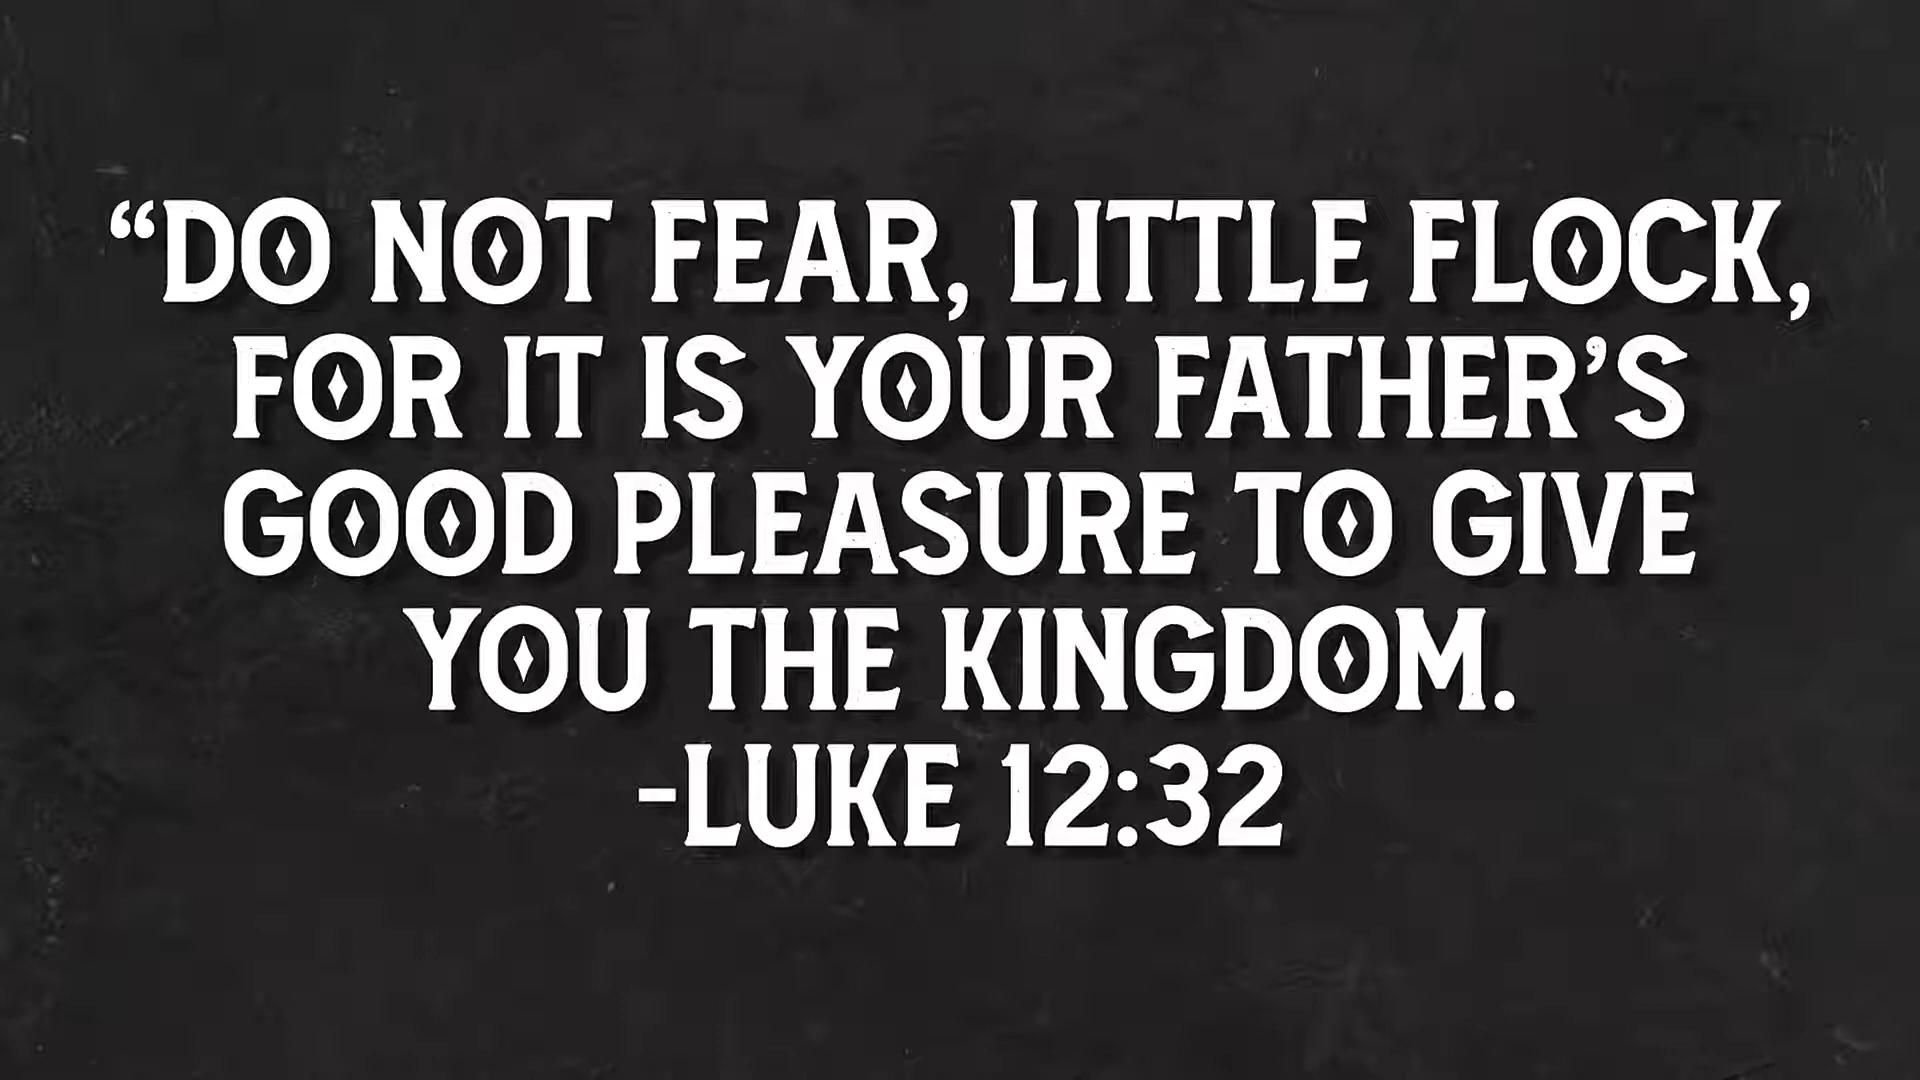 “DO NOT FEAR, LITTLE FLOCK,
FOR IT IS YOUR FATHER’S
GOOD PLEASURE TO GIVE
YOU THE KINGDOM.
-LUKE 12:32